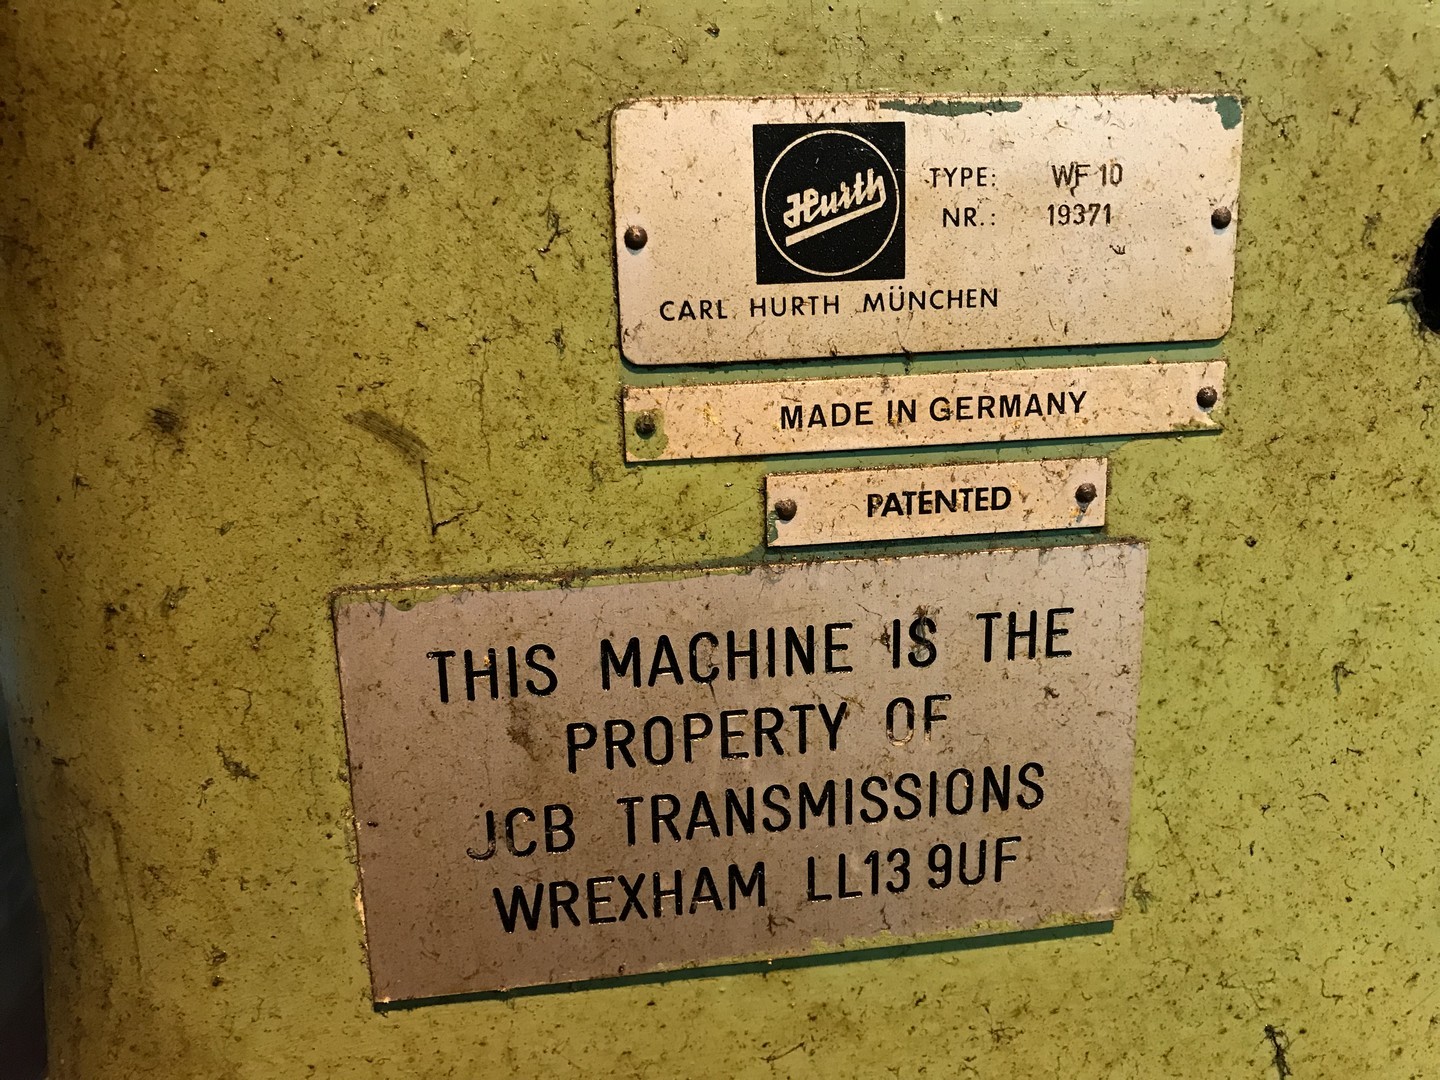 Hurth
TYPE: WF 10
NR.: 19371
CARL HURTH MÜNCHEN
MADE IN GERMANY
PATENTED
THIS MACHINE IS THE
PROPERTY OF
JCB TRANSMISSIONS
WREXHAM LL13 9UF